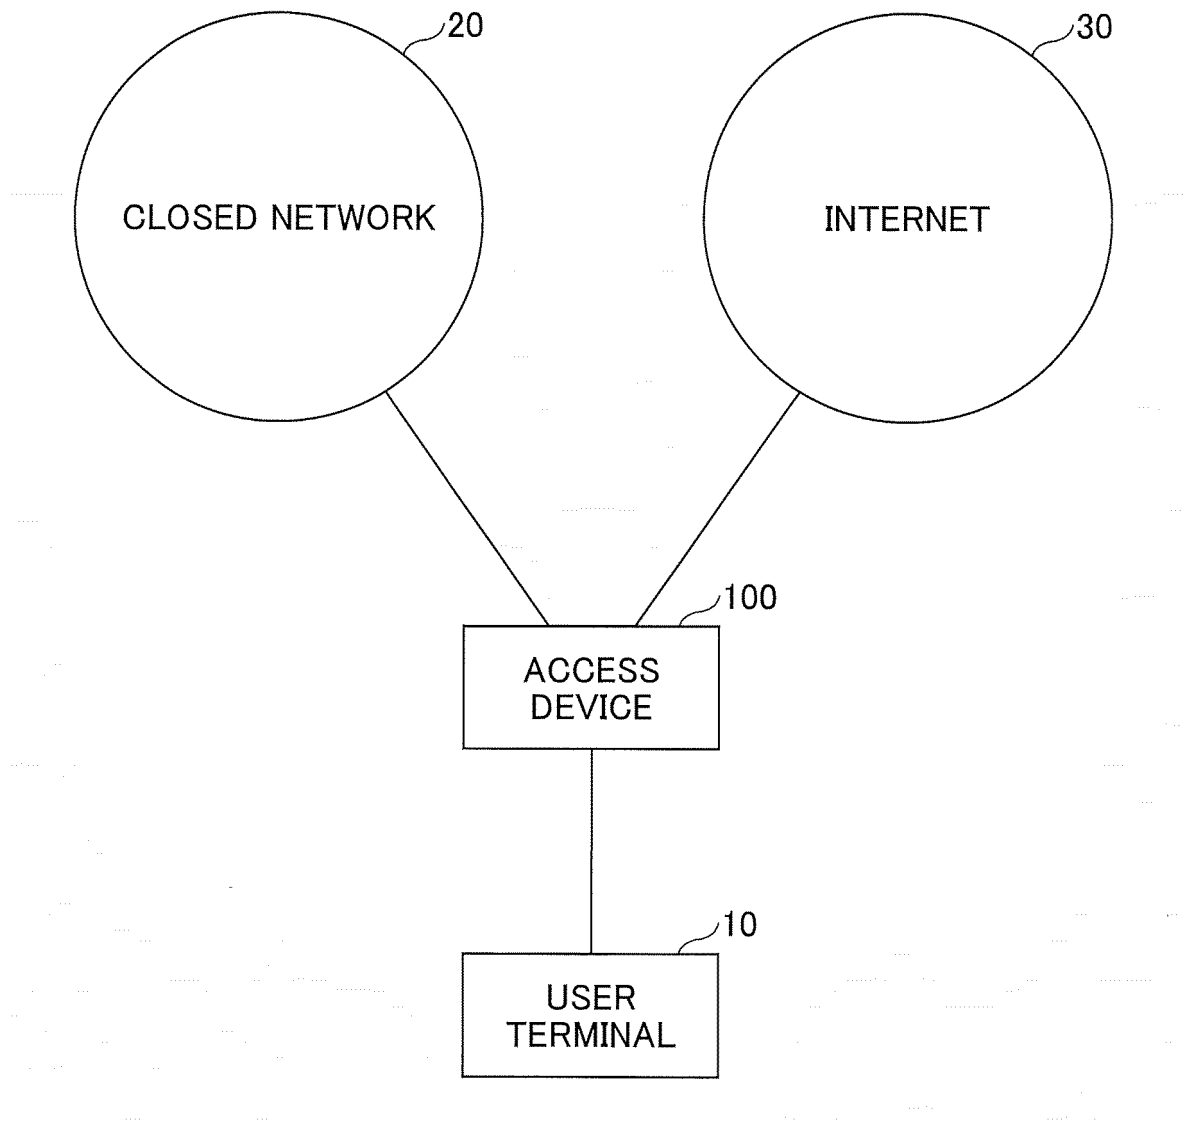 20
30
CLOSED NETWORK
INTERNET
100
ACCESS
DEVICE
10
USER
TERMINAL